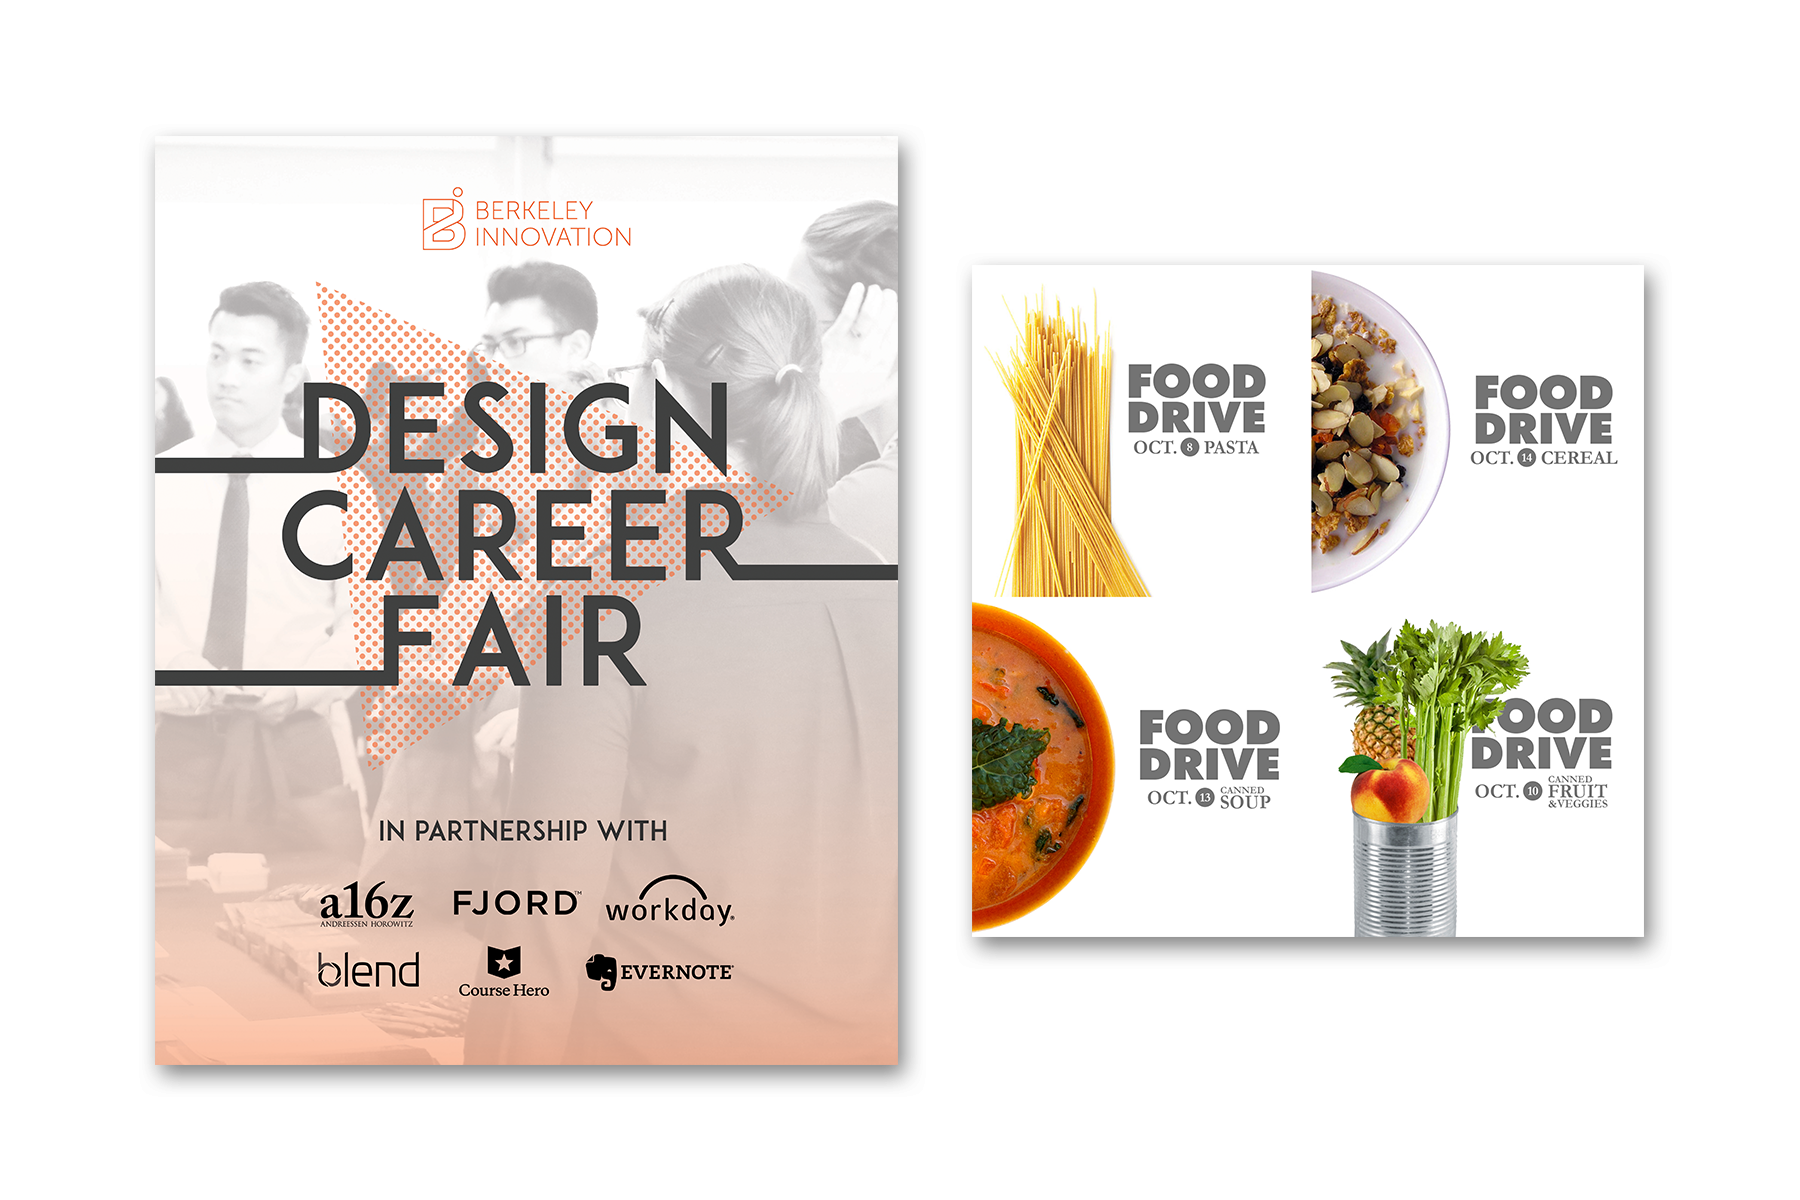 BERKELEY
INNOVATION
DESIGN
CAREER
FAIR
IN PARTNERSHIP WITH
a16z
ANDREESSEN HOROWITZ
FJORD™
workday.
blend
Course Hero
EVERNOTE®
FOOD
DRIVE
OCT. 8 PASTA
FOOD
DRIVE
OCT. 14 CEREAL
FOOD
DRIVE
OCT. 13 CANNED
SOUP
FOOD
DRIVE
OCT. 10 CANNED
FRUIT
&VEGGIES